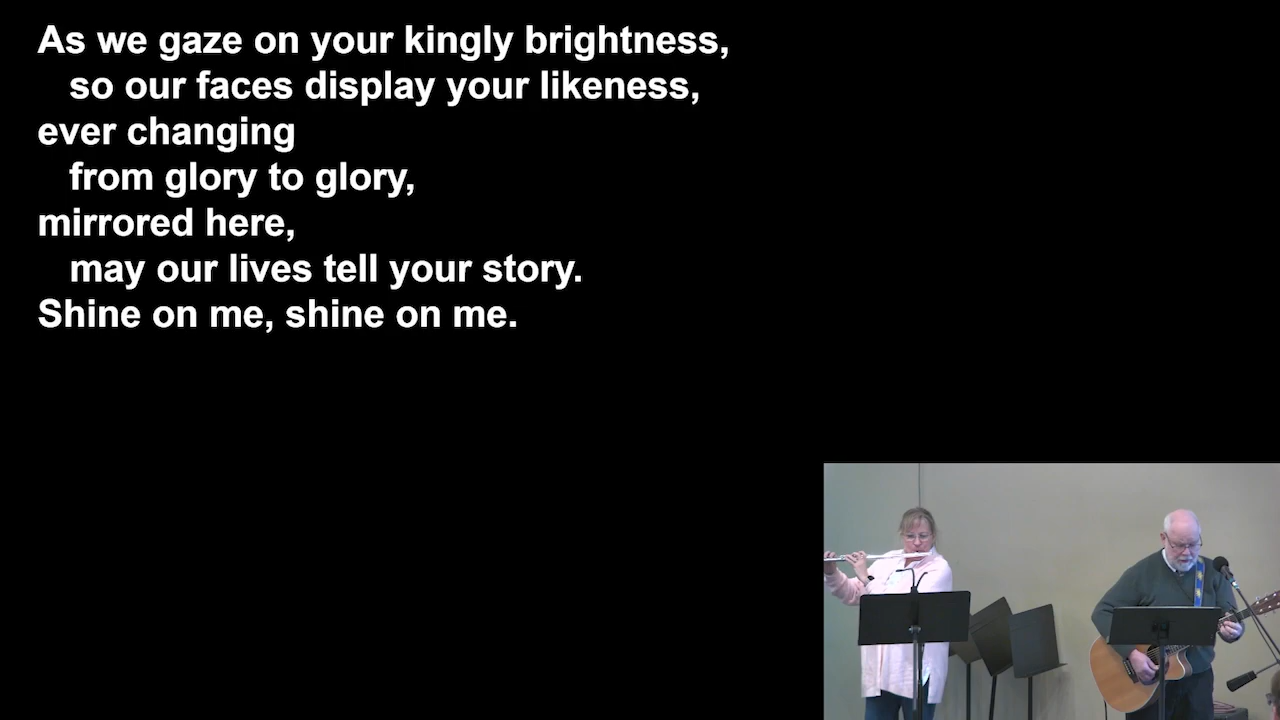 As we gaze on your kingly brightness,
so our faces display your likeness,
ever changing
from glory to glory,
mirrored here,
may our lives tell your story.
Shine on me, shine on me.